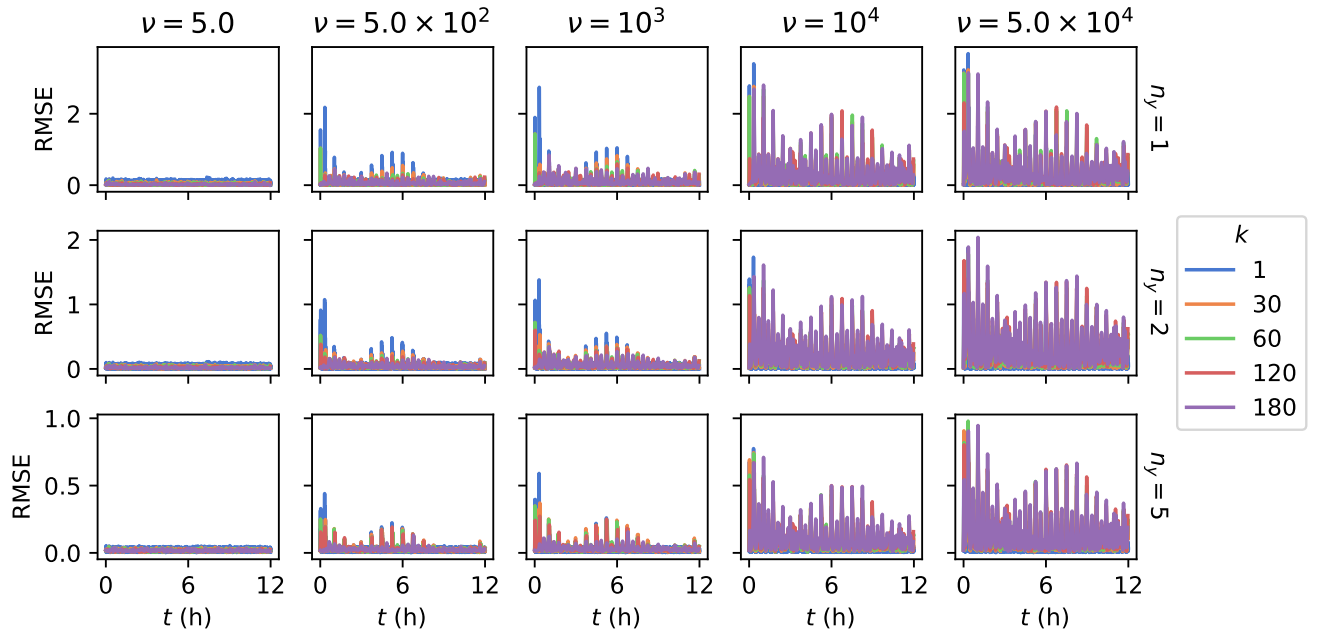 ν = 5.0 ν = 5.0 × 10² ν = 10³ ν = 10⁴ ν = 5.0 × 10⁴
RMSE 2 0 n_y = 1
RMSE 2 1 0 n_y = 2
RMSE 1.0 0.5 0.0 n_y = 5
k
1
30
60
120
180
0 6 12 0 6 12 0 6 12 0 6 12 0 6 12
t (h) t (h) t (h) t (h) t (h)